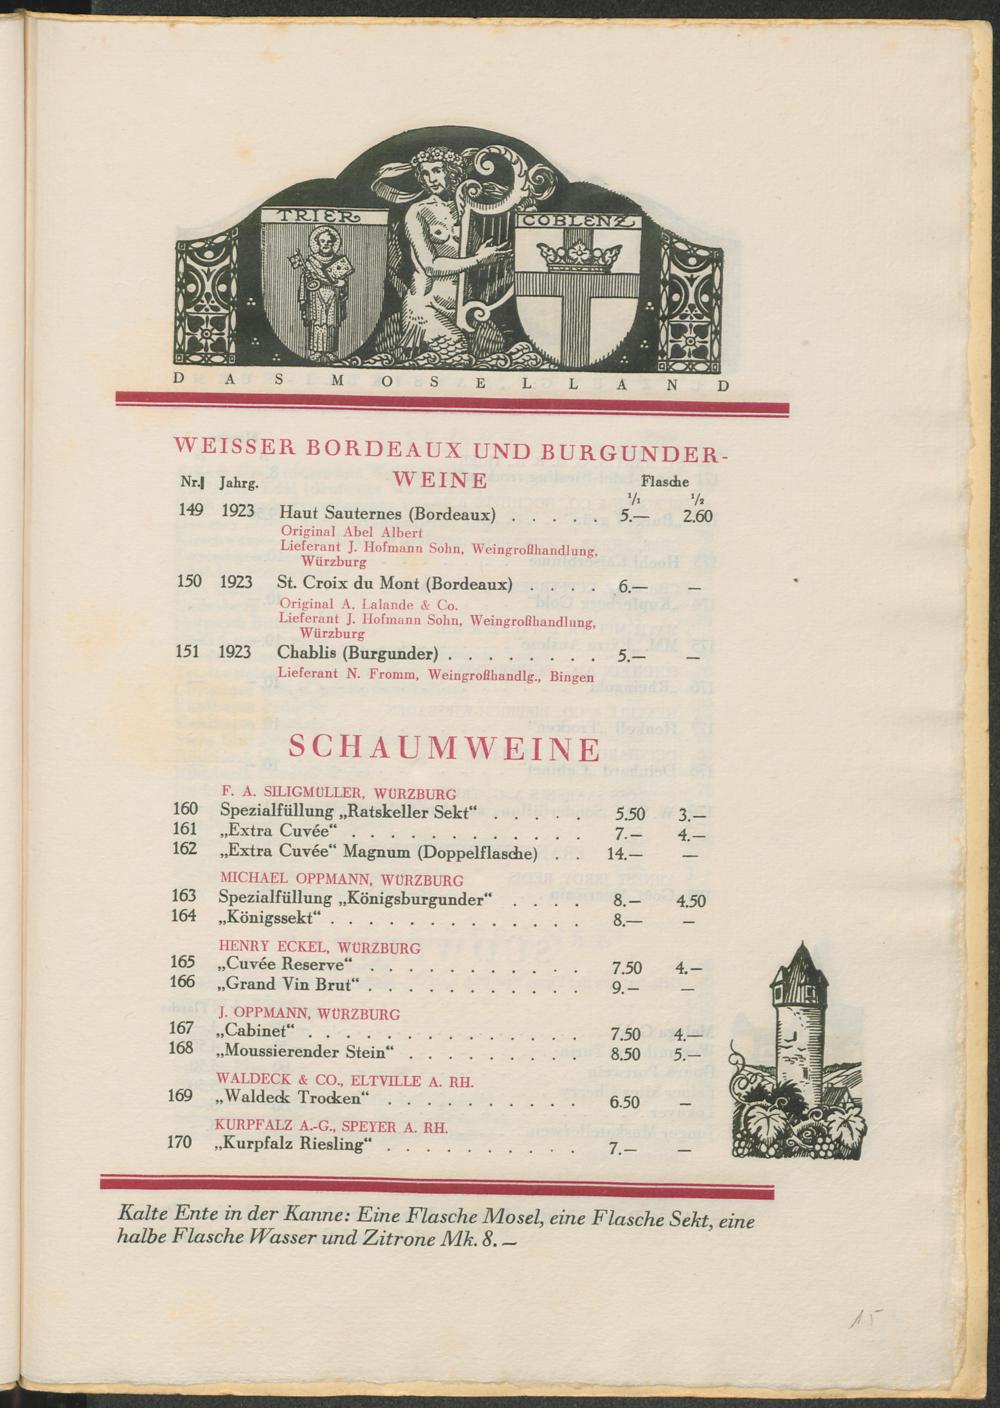 TRIER
COBLENZ
DAS MOSELLAND
WEISSER BORDEAUX UND BURGUNDER-
WEINE
Nr. Jahrg. Flasche
1/1 1/2
149 1923 Haut Sauternes (Bordeaux) . . . . . 5.— 2.60
Original Abel Albert
Lieferant J. Hofmann Sohn, Weingroßhandlung,
Würzburg
150 1923 St. Croix du Mont (Bordeaux) . . . . 6.— —
Original A. Lalande & Co.
Lieferant J. Hofmann Sohn, Weingroßhandlung,
Würzburg
151 1923 Chablis (Burgunder) . . . . . . . . 5.— —
Lieferant N. Fromm, Weingroßhandlg., Bingen
SCHAUMWEINE
F. A. SILIGMÜLLER, WÜRZBURG
160 Spezialfüllung „Ratskeller Sekt“ . . . . . 5.50 3.—
161 „Extra Cuvée“ . . . . . . . . . . . . 7.— 4.—
162 „Extra Cuvée“ Magnum (Doppelflasche) . . 14.— —
MICHAEL OPPMANN, WÜRZBURG
163 Spezialfüllung „Königsburgunder“ . . . . 8.— 4.50
164 „Königssekt“ . . . . . . . . . . . . 8.— —
HENRY ECKEL, WÜRZBURG
165 „Cuvée Reserve“ . . . . . . . . . . . 7.50 4.—
166 „Grand Vin Brut“ . . . . . . . . . . . 9.— —
J. OPPMANN, WÜRZBURG
167 „Cabinet“ . . . . . . . . . . . . . . 7.50 4.—
168 „Moussierender Stein“ . . . . . . . . . 8.50 5.—
WALDECK & CO., ELTVILLE A. RH.
169 „Waldeck Trocken“ . . . . . . . . . . 6.50 —
KURPFALZ A.-G., SPEYER A. RH.
170 „Kurpfalz Riesling“ . . . . . . . . . . 7.— —
Kalte Ente in der Kanne: Eine Flasche Mosel, eine Flasche Sekt, eine
halbe Flasche Wasser und Zitrone Mk. 8. —
15